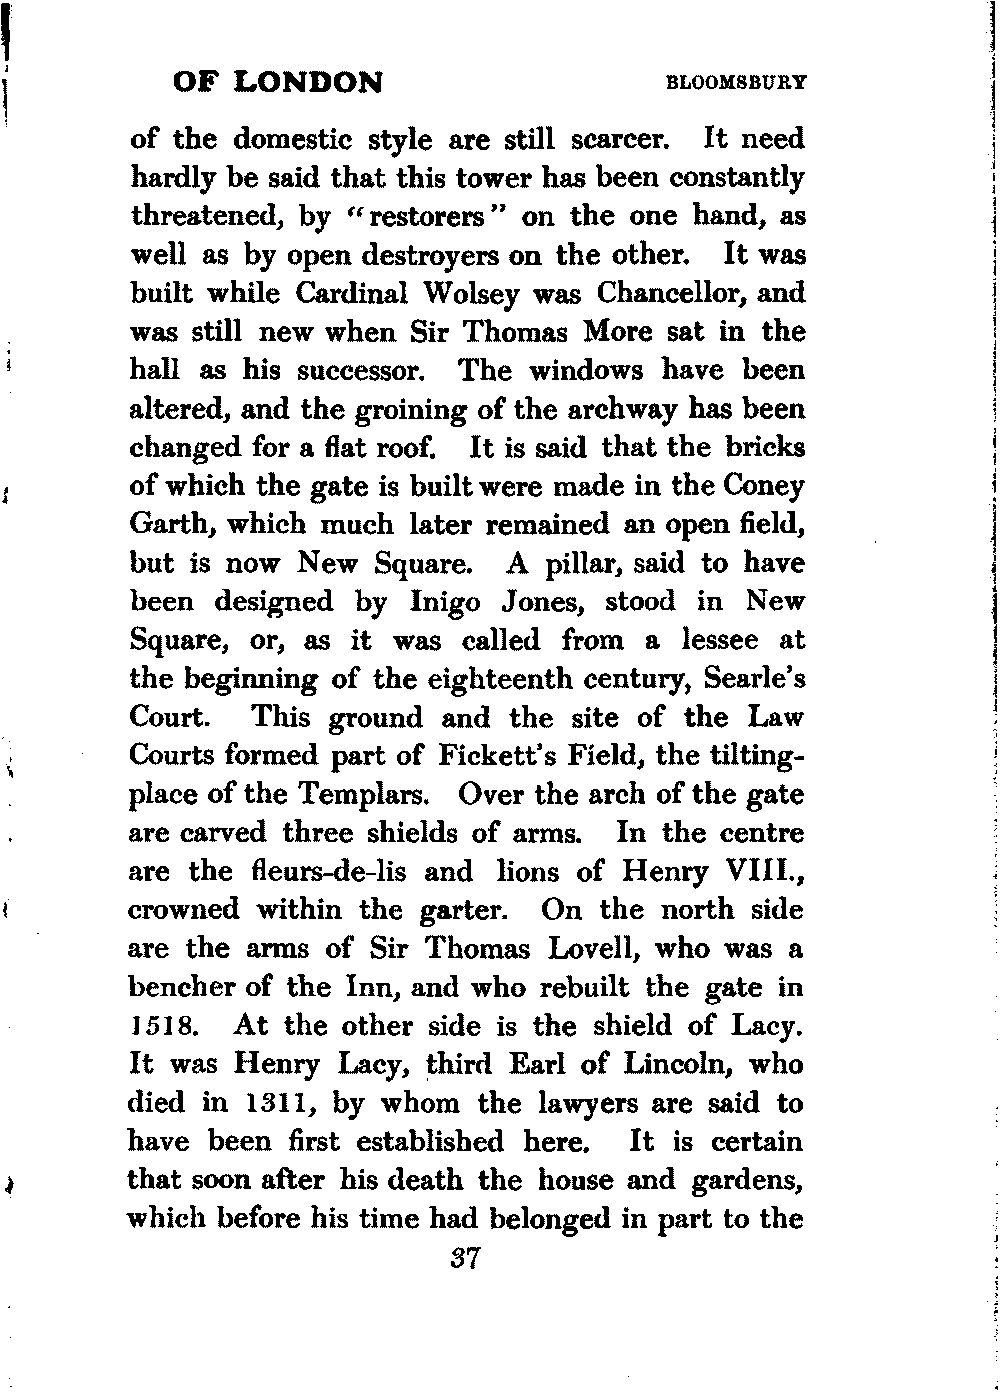 OF LONDON BLOOMSBURY
of the domestic style are still scarcer. It need
hardly be said that this tower has been constantly
threatened, by “restorers” on the one hand, as
well as by open destroyers on the other. It was
built while Cardinal Wolsey was Chancellor, and
was still new when Sir Thomas More sat in the
hall as his successor. The windows have been
altered, and the groining of the archway has been
changed for a flat roof. It is said that the bricks
of which the gate is built were made in the Coney
Garth, which much later remained an open field,
but is now New Square. A pillar, said to have
been designed by Inigo Jones, stood in New
Square, or, as it was called from a lessee at
the beginning of the eighteenth century, Searle's
Court. This ground and the site of the Law
Courts formed part of Fickett's Field, the tilting-
place of the Templars. Over the arch of the gate
are carved three shields of arms. In the centre
are the fleurs-de-lis and lions of Henry VIII.,
crowned within the garter. On the north side
are the arms of Sir Thomas Lovell, who was a
bencher of the Inn, and who rebuilt the gate in
1518. At the other side is the shield of Lacy.
It was Henry Lacy, third Earl of Lincoln, who
died in 1311, by whom the lawyers are said to
have been first established here. It is certain
that soon after his death the house and gardens,
which before his time had belonged in part to the
37